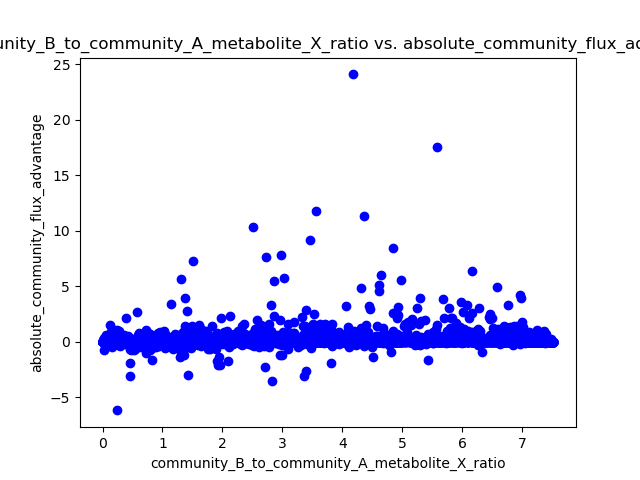 unity_B_to_community_A_metabolite_X_ratio vs. absolute_community_flux_ad
25
20
15
10
5
0
−5
absolute_community_flux_advantage
0 1 2 3 4 5 6 7
community_B_to_community_A_metabolite_X_ratio